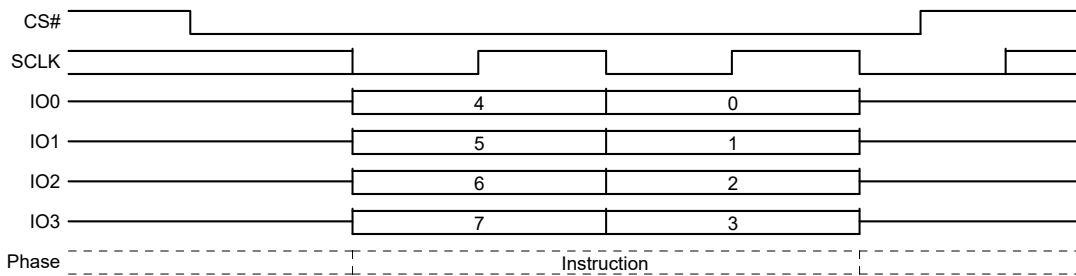 CS#
SCLK
IO0 4 0
IO1 5 1
IO2 6 2
IO3 7 3
Phase Instruction